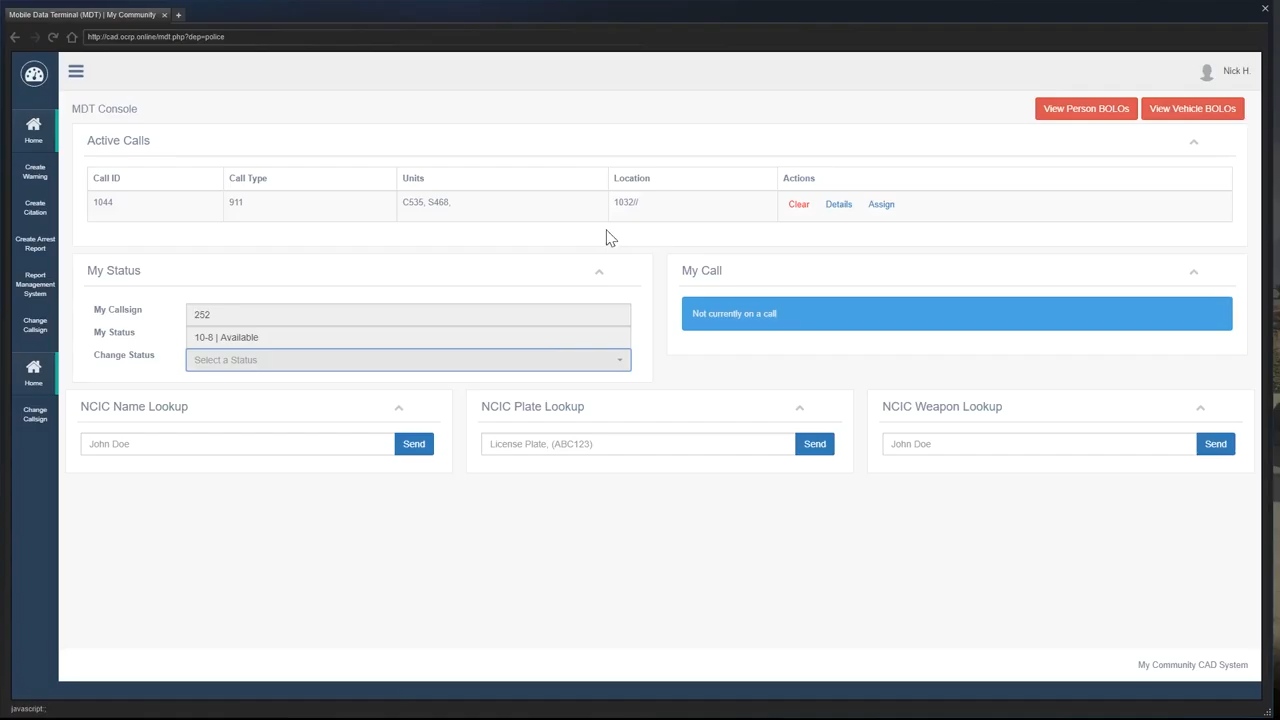 Mobile Data Terminal (MDT) | My Community
http://cad.ocrp.online/mdt.php?dep=police
Nick H.
Home
Create
Warning
Create
Citation
Create Arrest
Report
Report
Management
System
Change
Callsign
Home
Change
Callsign
MDT Console
View Person BOLOs
View Vehicle BOLOs
Active Calls
Call ID Call Type Units Location Actions
1044 911 C535, S468, 1032// Clear Details Assign
My Status
My Callsign 252
My Status 10-8 | Available
Change Status Select a Status
My Call
Not currently on a call
NCIC Name Lookup
John Doe Send
NCIC Plate Lookup
License Plate, (ABC123) Send
NCIC Weapon Lookup
John Doe Send
My Community CAD System
javascript:;